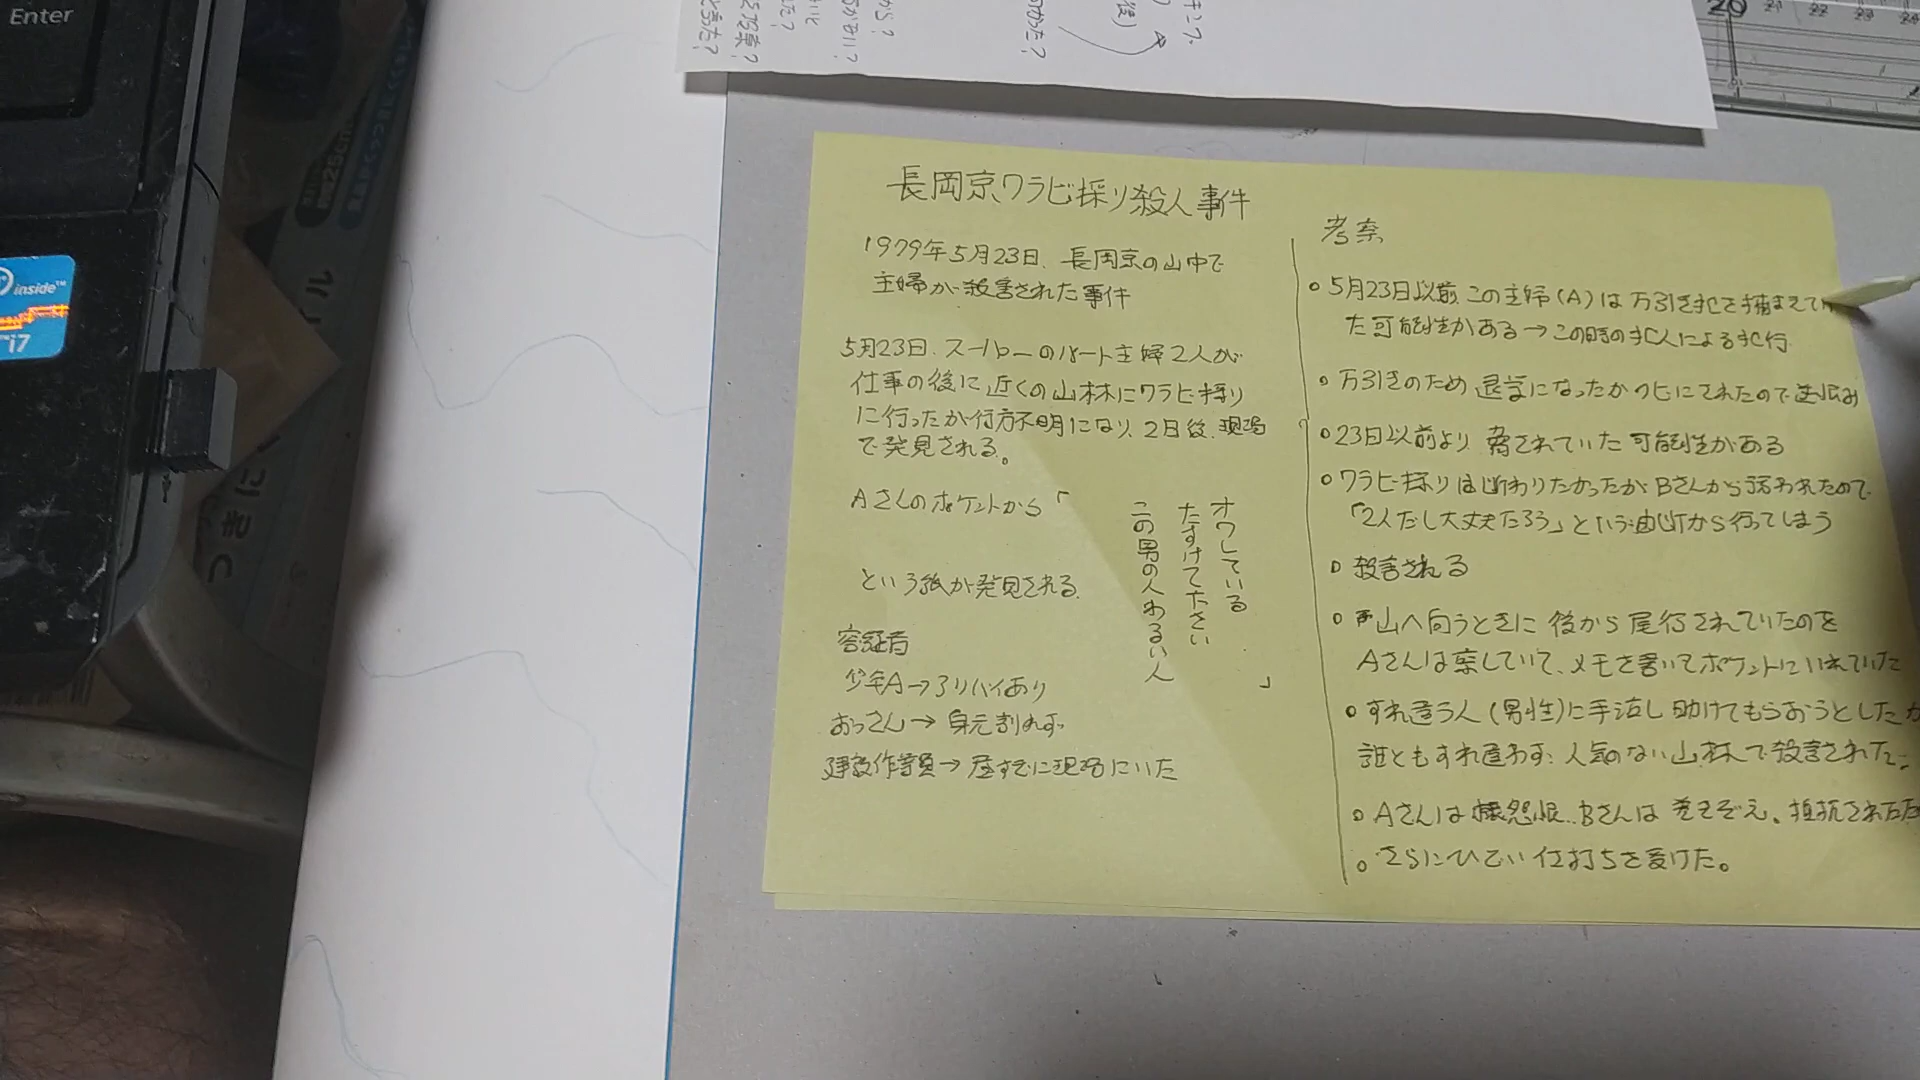 Enter
inside™
i7
20 21 22 23 24
長岡京ワラビ採り殺人事件
1979年5月23日、長岡京の山中で
主婦が殺害された事件
5月23日、スーパーのパート主婦2人が
仕事の後に近くの山林にワラビ採り
に行ったが行方不明になり、2日後、現場
で発見される。
Aさんのポケットから「
オワレている
たすけて下さい
この男の人わるい人
」
という紙が発見される
容疑者
少年A→アリバイあり
おっさん→身元割れず
建設作業員→昼すぎに現場にいた
考察
○5月23日以前、この主婦(A)は万引き犯を捕まえてい
た可能性がある→この時の犯人による犯行
○万引きのため退学になったかクビにされたので逆恨み
○23日以前より脅されていた可能性がある
○ワラビ採りは断わりたかったがBさんから誘われたので
「2人だし大丈夫だろう」という油断から行ってしまう
○殺害される
○山へ向うときに後から尾行されていたのを
Aさんは察していて、メモを書いてポケットにいれていた
○すれ違う人(男性)に手渡し助けてもらおうとしたが
誰ともすれ違わず、人気のない山林で殺害された
○Aさんは怨恨、Bさんは巻きぞえ、抵抗されたた
○さらにひどい仕打ちを受けた。